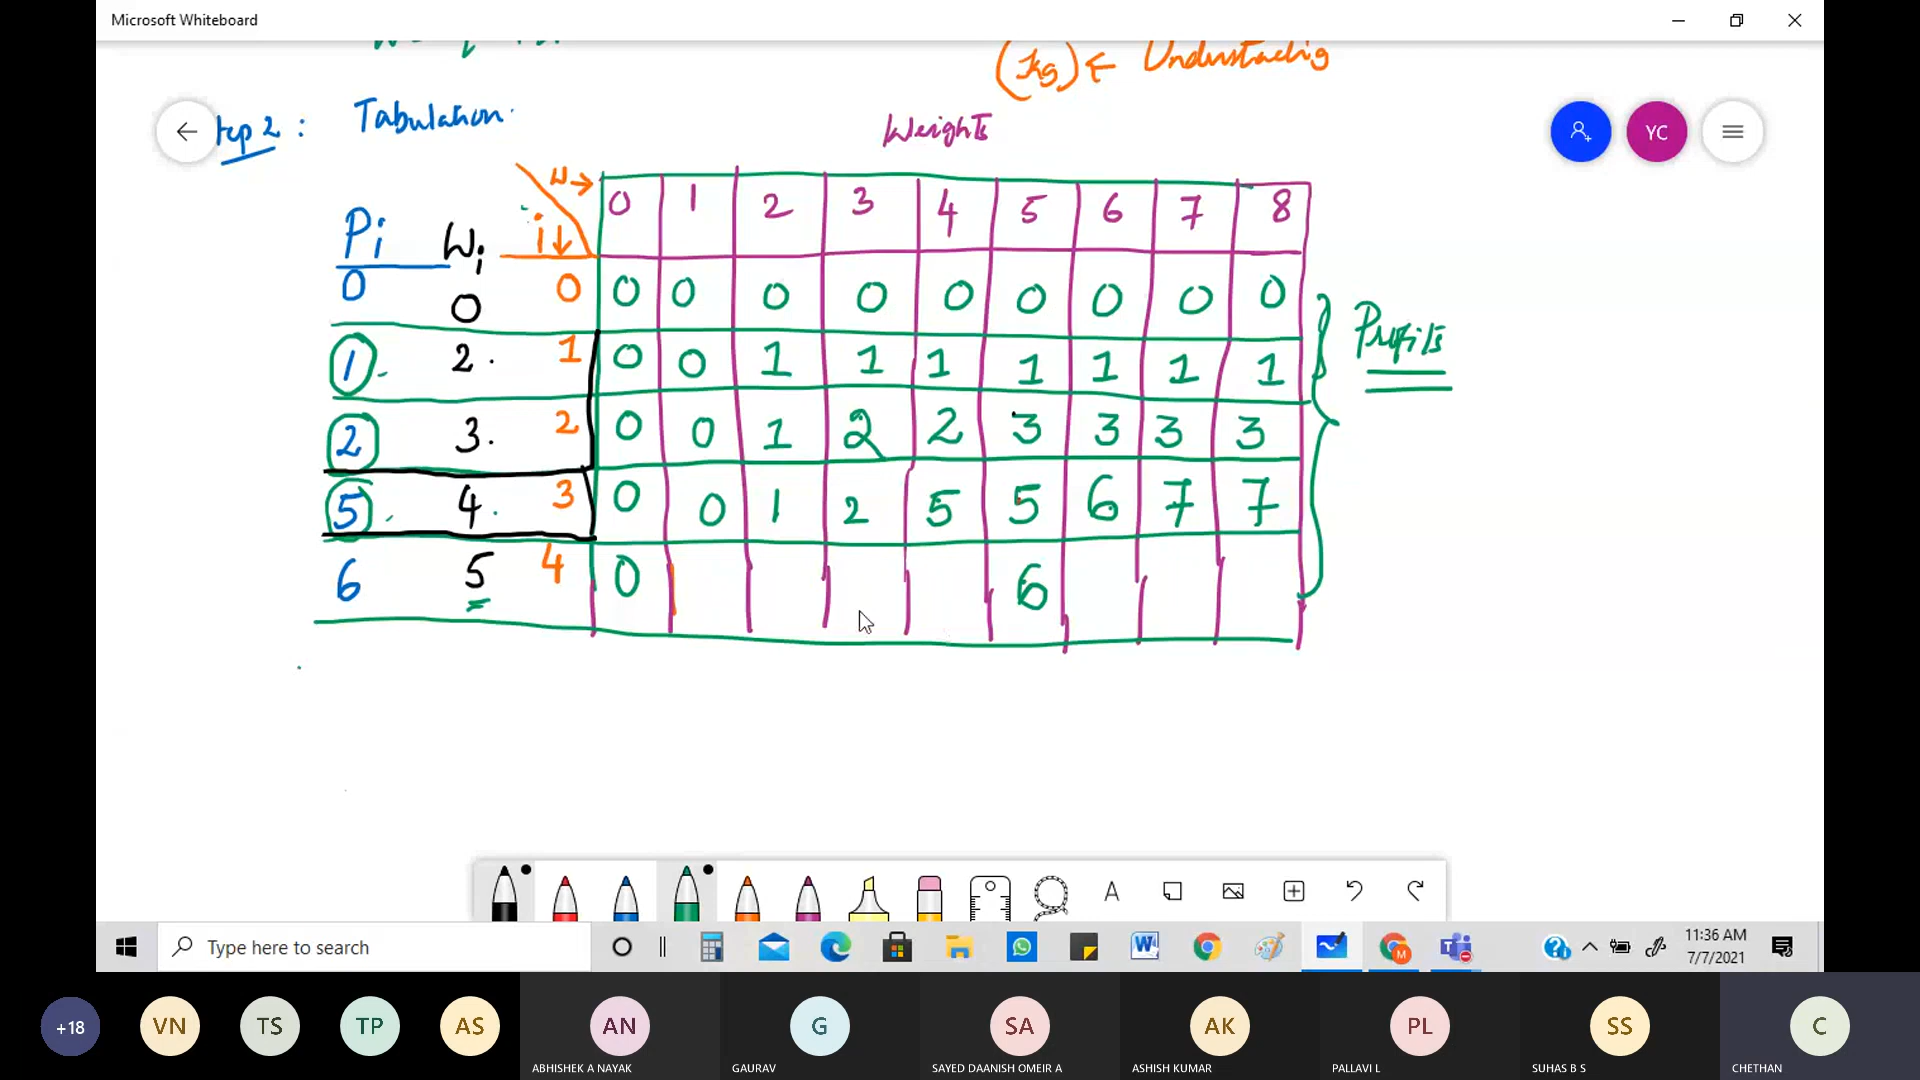 Microsoft Whiteboard
(Kg) ← Understanding
tep 2 : Tabulation.
Weights
YC
Pi Wi i↓ w→ 0 1 2 3 4 5 6 7 8
0 0 0 0 0 0 0 0 0 0 0 0 0
1 2. 1 0 0 1 1 1 1 1 1 1
Profits
2 3. 2 0 0 1 2 2 3 3 3 3
5 4. 3 0 0 1 2 5 5 6 7 7
6 5 4 0 6
A
Type here to search
11:36 AM
7/7/2021
+18 VN TS TP AS AN G SA AK PL SS C
ABHISHEK A NAYAK GAURAV SAYED DAANISH OMEIR A ASHISH KUMAR PALLAVI L SUHAS B S CHETHAN